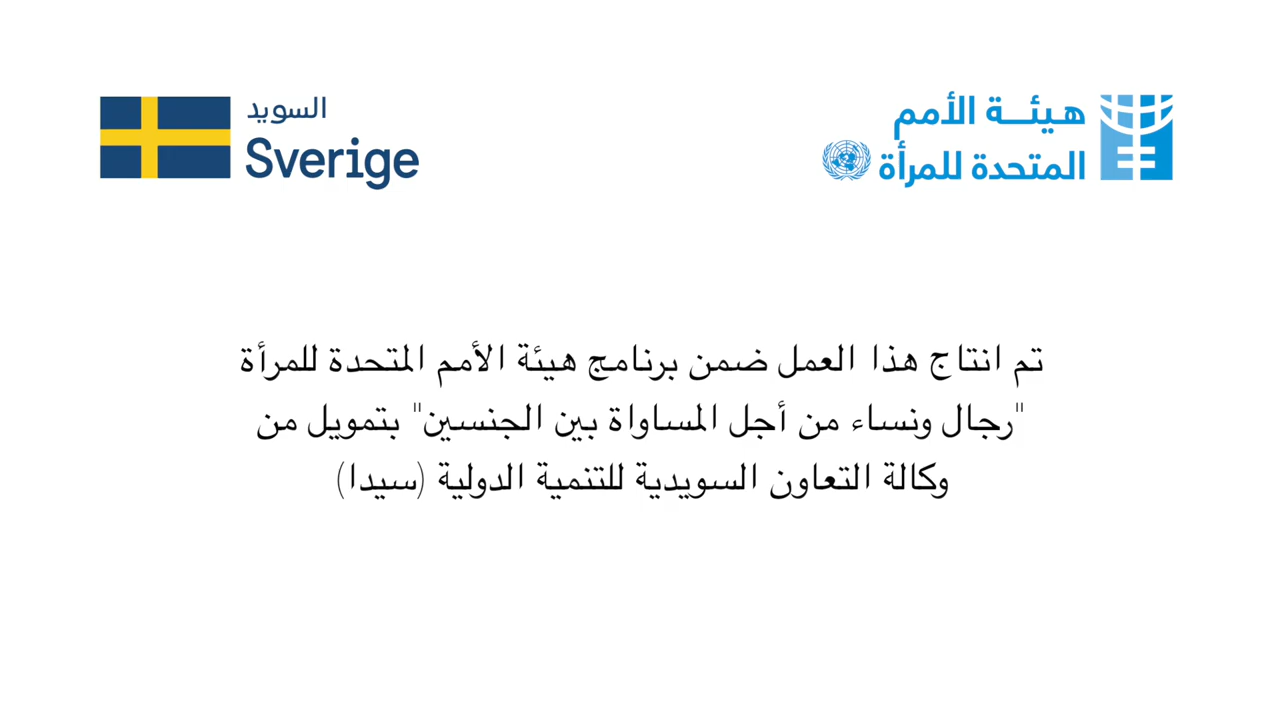 السويد
Sverige
هيئـــة الأمم
المتحدة للمرأة
تم انتاج هذا العمل ضمن برنامج هيئة الأمم المتحدة للمرأة
"رجال ونساء من أجل المساواة بين الجنسين" بتمويل من
وكالة التعاون السويدية للتنمية الدولية (سيدا)